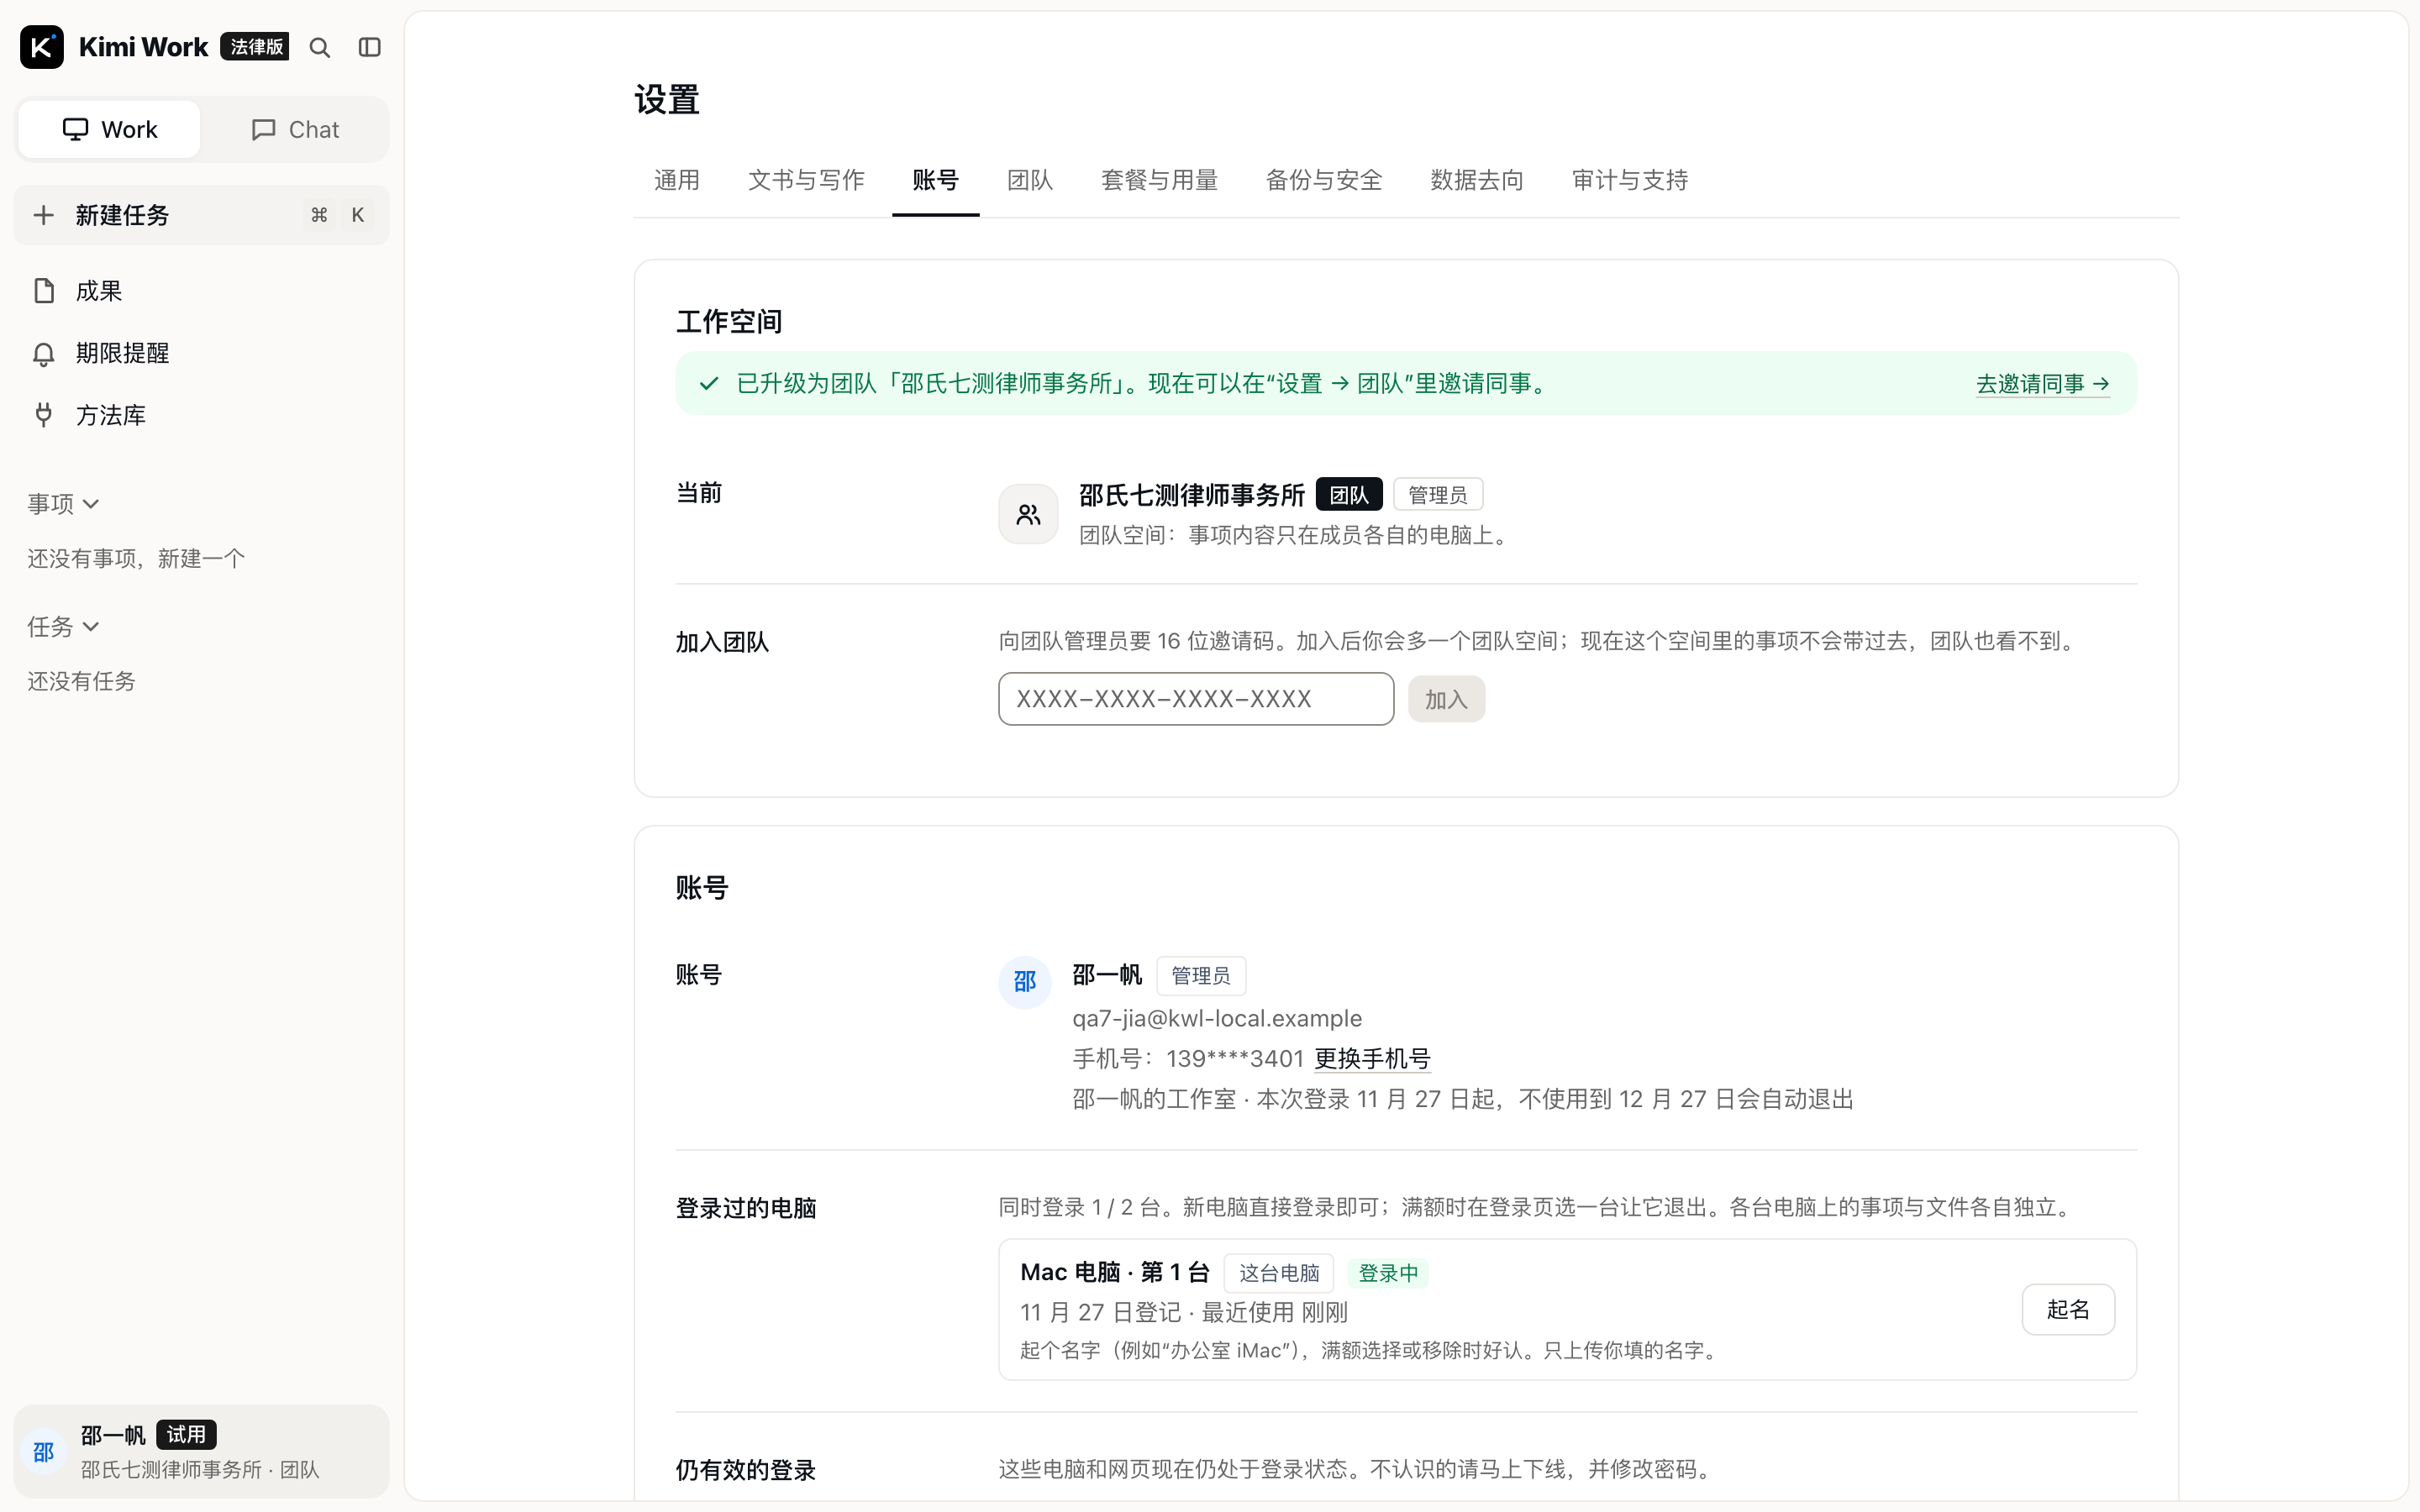 Kimi Work 法律版
Work
Chat
新建任务 ⌘ K
成果
期限提醒
方法库
事项
还没有事项，新建一个
任务
还没有任务
邵 邵一帆 试用
邵氏七测律师事务所 · 团队
设置
通用 文书与写作 账号 团队 套餐与用量 备份与安全 数据去向 审计与支持
工作空间
已升级为团队「邵氏七测律师事务所」。现在可以在“设置 → 团队”里邀请同事。 去邀请同事 →
当前
邵氏七测律师事务所 团队 管理员
团队空间：事项内容只在成员各自的电脑上。
加入团队
向团队管理员要 16 位邀请码。加入后你会多一个团队空间；现在这个空间里的事项不会带过去，团队也看不到。
XXXX–XXXX–XXXX–XXXX 加入
账号
账号
邵 邵一帆 管理员
qa7-jia@kwl-local.example
手机号：139****3401 更换手机号
邵一帆的工作室 · 本次登录 11 月 27 日起，不使用到 12 月 27 日会自动退出
登录过的电脑
同时登录 1 / 2 台。新电脑直接登录即可；满额时在登录页选一台让它退出。各台电脑上的事项与文件各自独立。
Mac 电脑 · 第 1 台 这台电脑 登录中
11 月 27 日登记 · 最近使用 刚刚
起个名字（例如“办公室 iMac”），满额选择或移除时好认。只上传你填的名字。
起名
仍有效的登录
这些电脑和网页现在仍处于登录状态。不认识的请马上下线，并修改密码。